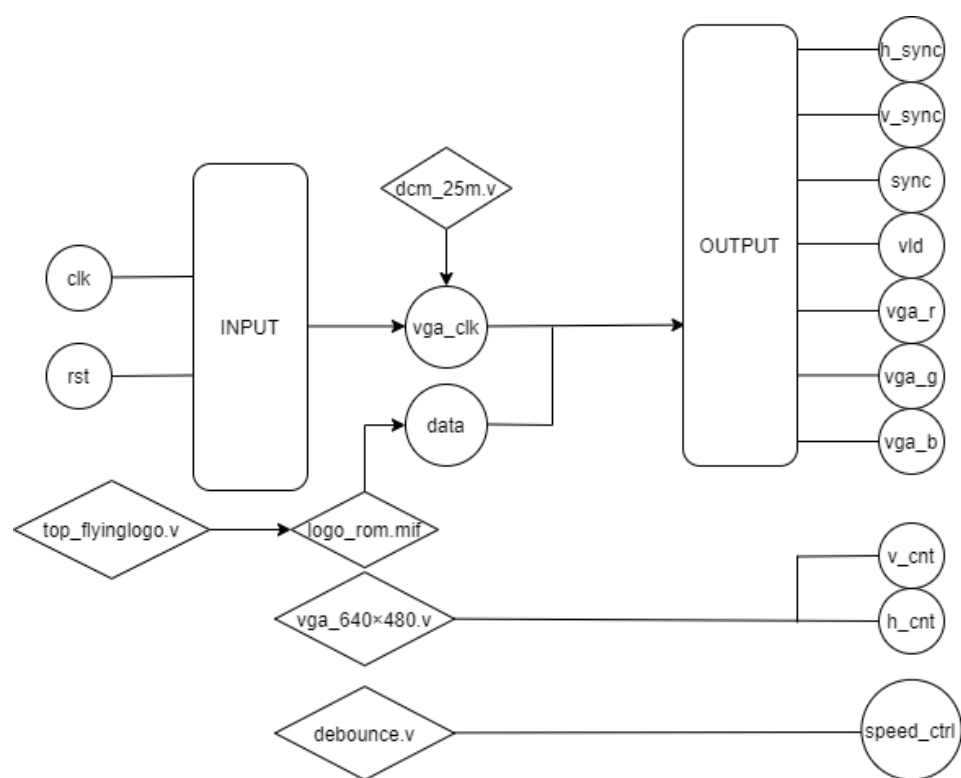 h_sync
v_sync
dcm_25m.v
sync
clk
OUTPUT
vld
INPUT
vga_clk
vga_r
rst
vga_g
data
vga_b
top_flyinglogo.v
logo_rom.mif
v_cnt
vga_640×480.v
h_cnt
debounce.v
speed_ctrl